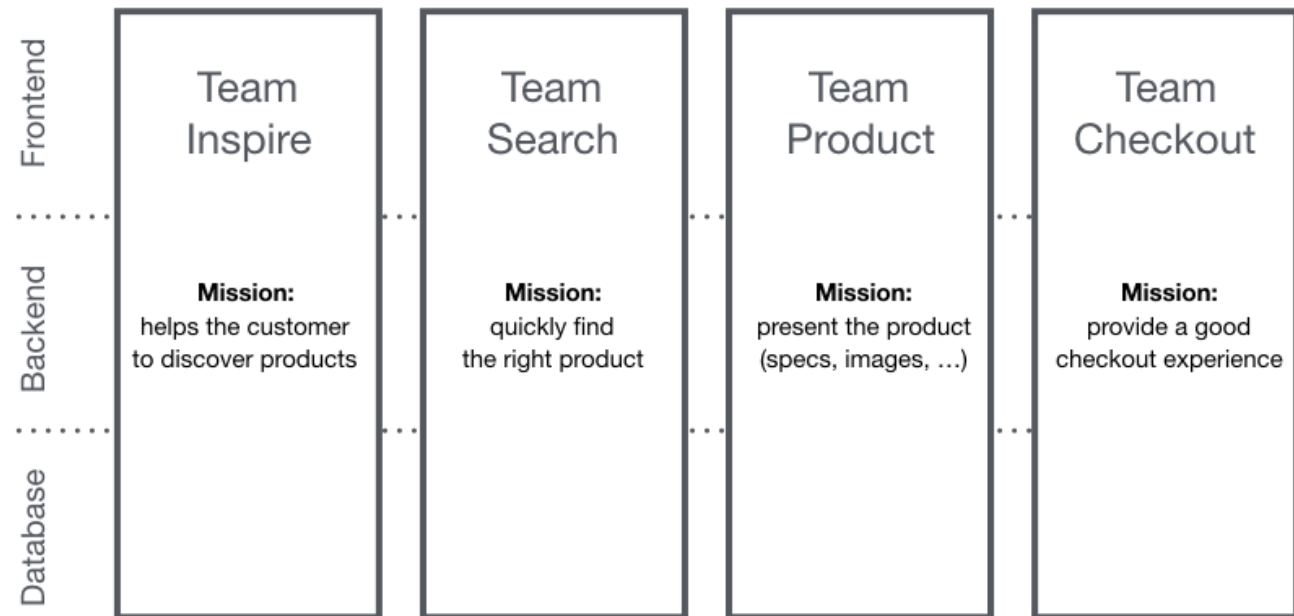 Frontend
Backend
Database
Team
Inspire
Mission:
helps the customer
to discover products
Team
Search
Mission:
quickly find
the right product
Team
Product
Mission:
present the product
(specs, images, …)
Team
Checkout
Mission:
provide a good
checkout experience